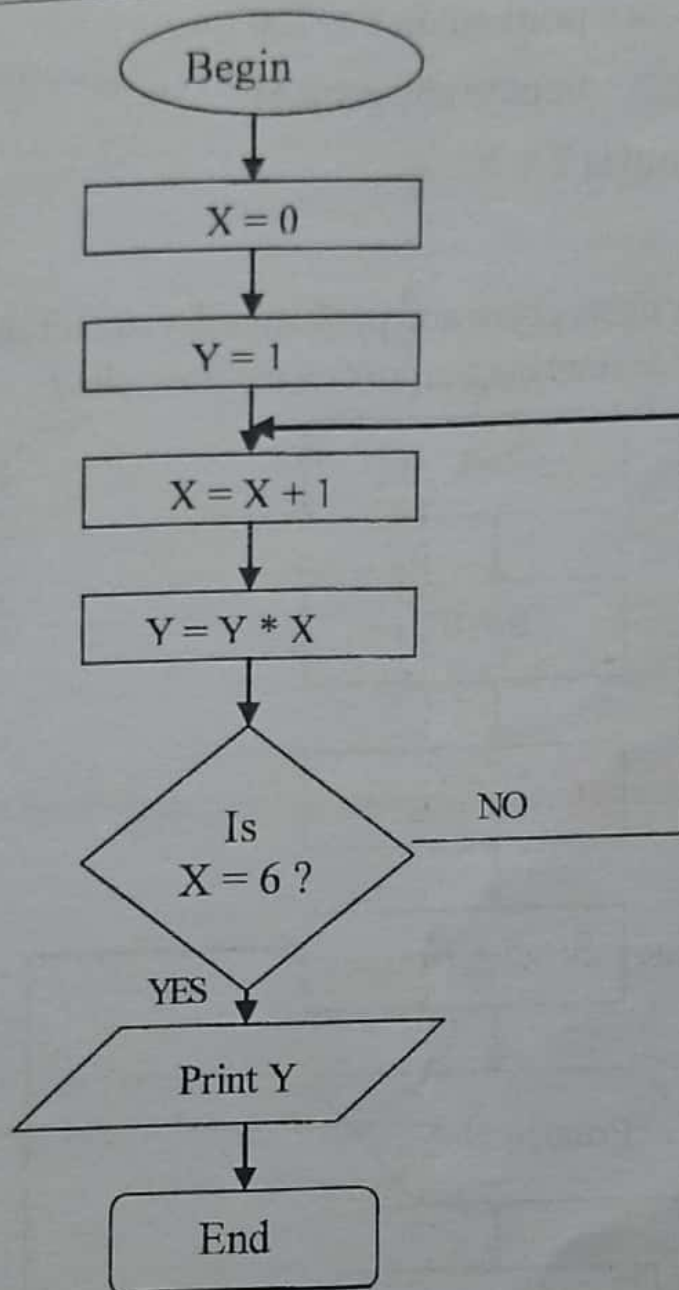 Begin
X = 0
Y = 1
X = X + 1
Y = Y * X
Is
X = 6 ?
NO
YES
Print Y
End